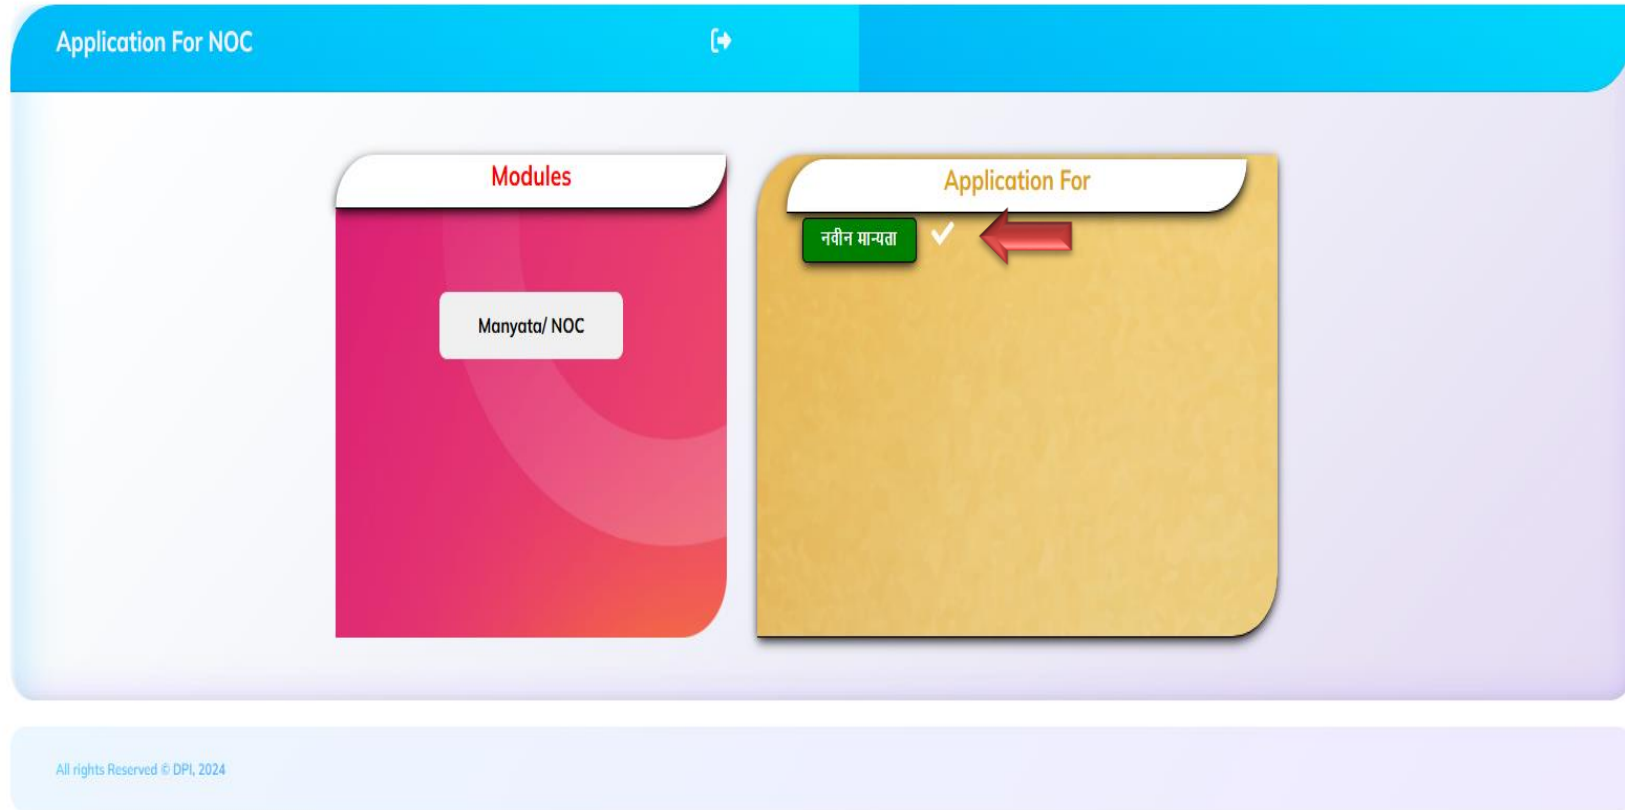 Application For NOC
Modules
Manyata/ NOC
Application For
नवीन मान्यता
All rights Reserved © DPI, 2024